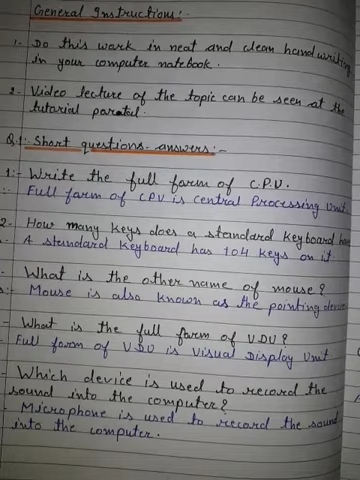 General Instructions:-
1- Do this work in neat and clean handwriting
in your computer notebook.
2- Video lecture of the topic can be seen at the
tutorial
Q.1:- Short questions-answers:-
1:- Write the full form of C.P.U.
:- Full form of CPU is Central Processing Unit
2- How many keys does a standard keyboard have
A standard keyboard has 104 keys on it
- What is the other name of mouse?
s:- Mouse is also known as the pointing device
- What is the full form of VDU?
Full form of VDU is Visual Display Unit
- Which device is used to record the
sound into the computer?
- Microphone is used to record the sound
into the computer.